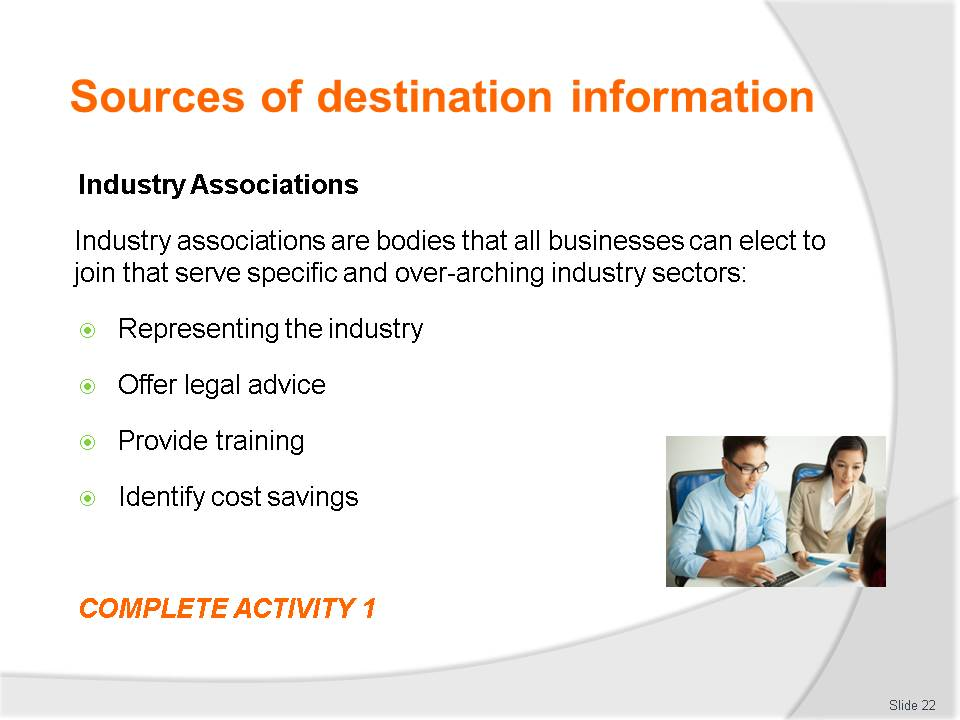 Sources of destination information
Industry Associations
Industry associations are bodies that all businesses can elect to
join that serve specific and over-arching industry sectors:
Representing the industry
Offer legal advice
Provide training
Identify cost savings
COMPLETE ACTIVITY 1
Slide 22